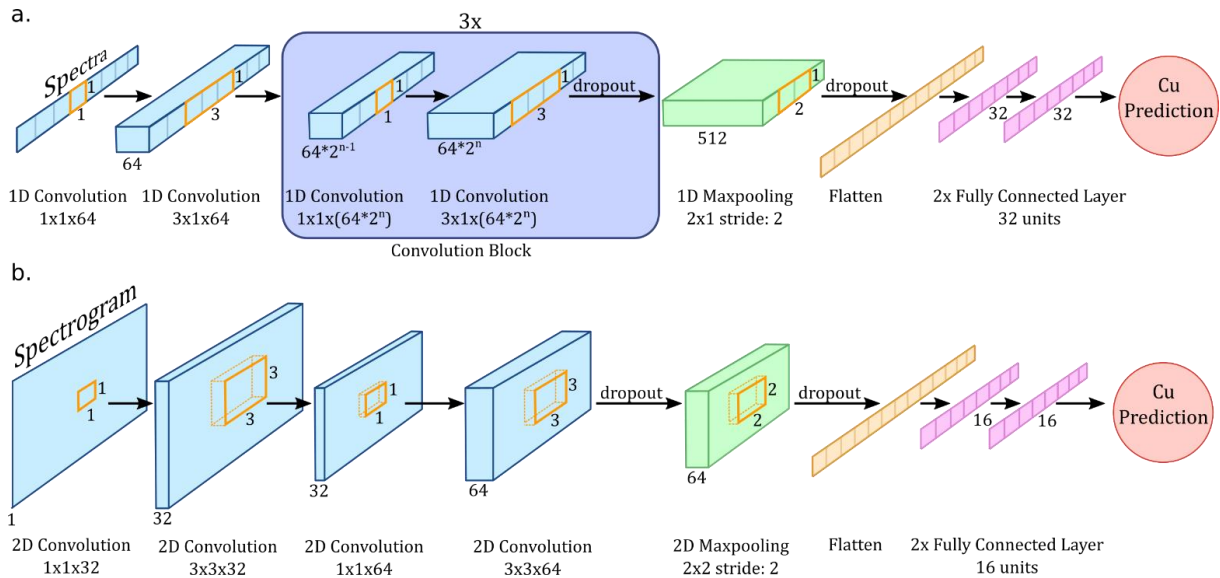 a.
3x
Spectra
1
1
1
3
1
1
1
3
dropout
1
2
dropout
32
32
Cu
Prediction
64
64*2ⁿ⁻¹
64*2ⁿ
512
1D Convolution
1x1x64
1D Convolution
3x1x64
1D Convolution
1x1x(64*2ⁿ)
1D Convolution
3x1x(64*2ⁿ)
Convolution Block
1D Maxpooling
2x1 stride: 2
Flatten
2x Fully Connected Layer
32 units
b.
Spectrogram
1
1
3
3
1
1
3
3
dropout
2
2
dropout
16
16
Cu
Prediction
1
32
32
64
64
2D Convolution
1x1x32
2D Convolution
3x3x32
2D Convolution
1x1x64
2D Convolution
3x3x64
2D Maxpooling
2x2 stride: 2
Flatten
2x Fully Connected Layer
16 units